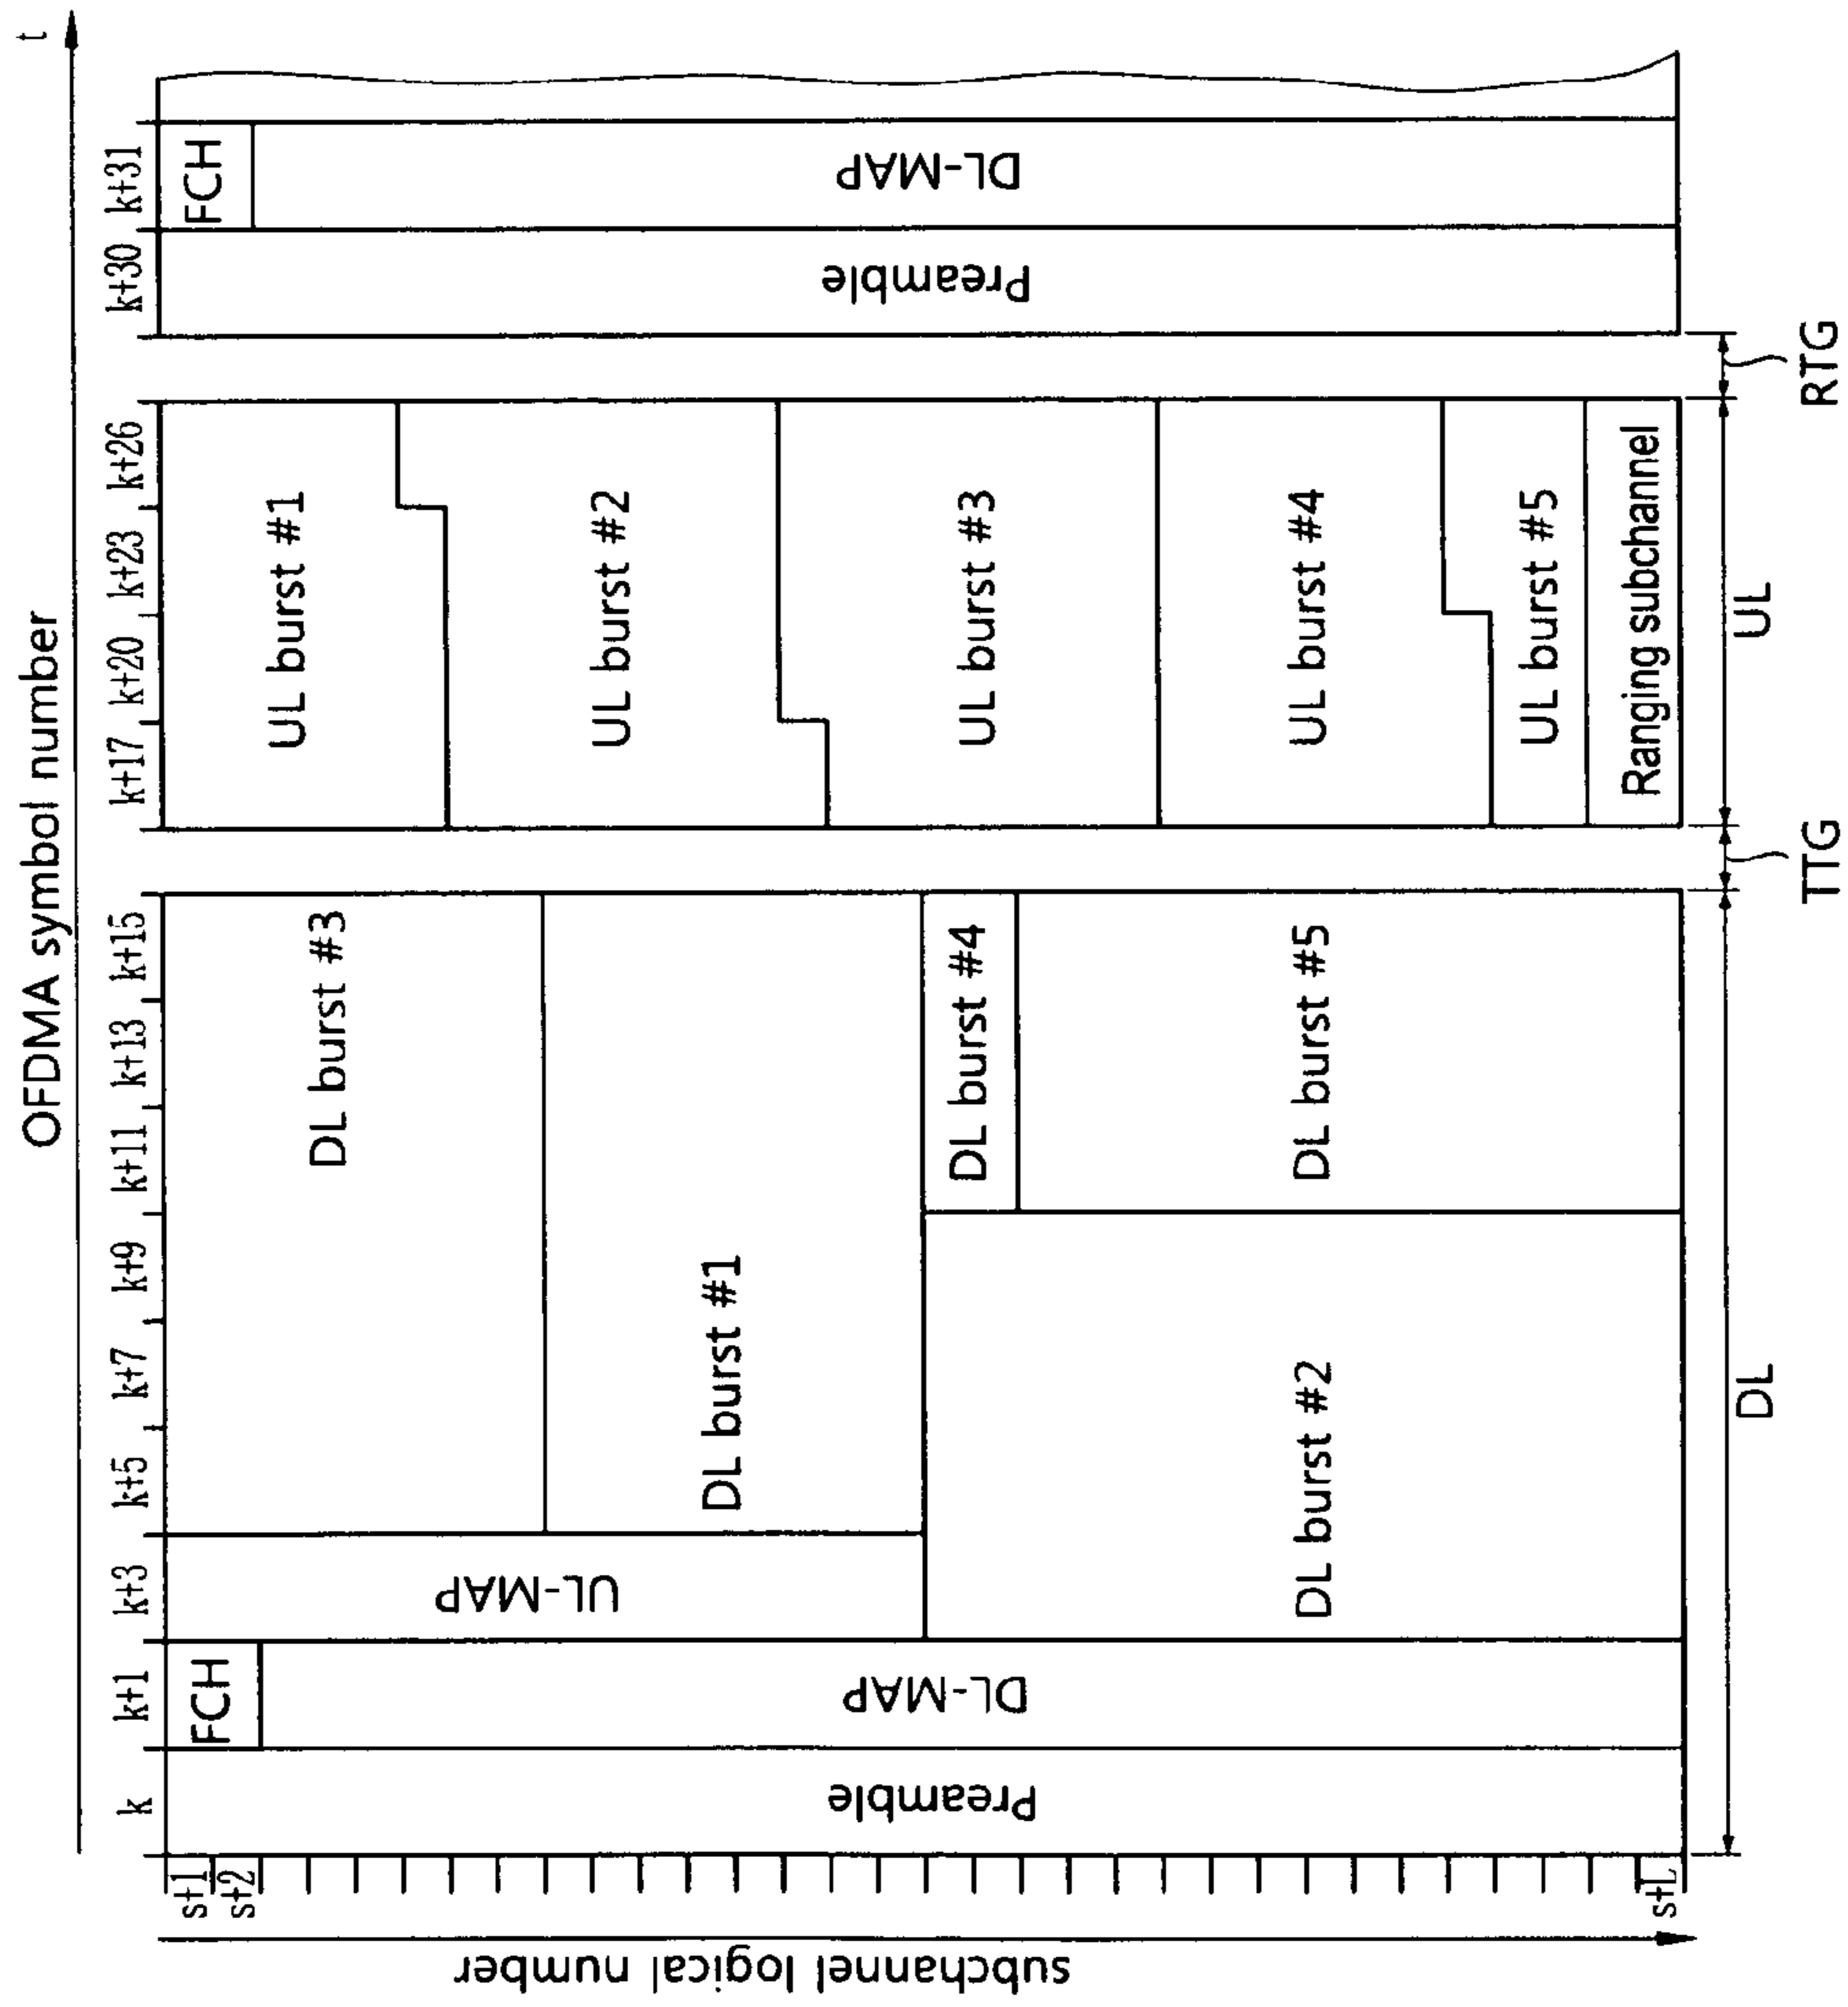 OFDMA symbol number
t
k
k+1
k+3
k+5
k+7
k+9
k+11
k+13
k+15
k+17
k+20
k+23
k+26
k+30
k+31
subchannel logical number
s+1
s+2
s+L
Preamble
FCH
DL-MAP
UL-MAP
DL burst #3
DL burst #1
DL burst #2
DL burst #4
DL burst #5
UL burst #1
UL burst #2
UL burst #3
UL burst #4
UL burst #5
Ranging subchannel
Preamble
FCH
DL-MAP
DL
TTG
UL
RTG